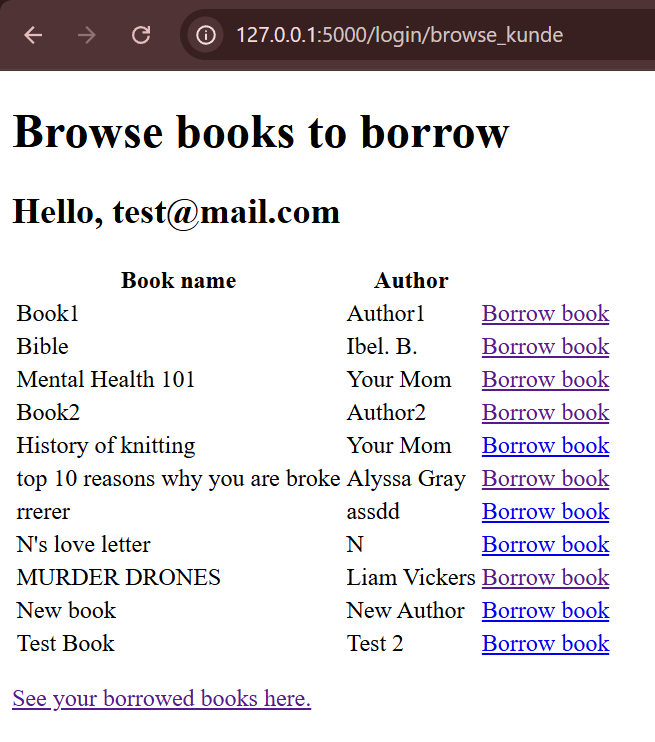 127.0.0.1:5000/login/browse_kunde
Browse books to borrow
Hello, test@mail.com
Book name Author
Book1 Author1 Borrow book
Bible Ibel. B. Borrow book
Mental Health 101 Your Mom Borrow book
Book2 Author2 Borrow book
History of knitting Your Mom Borrow book
top 10 reasons why you are broke Alyssa Gray Borrow book
rrerer assdd Borrow book
N's love letter N Borrow book
MURDER DRONES Liam Vickers Borrow book
New book New Author Borrow book
Test Book Test 2 Borrow book
See your borrowed books here.